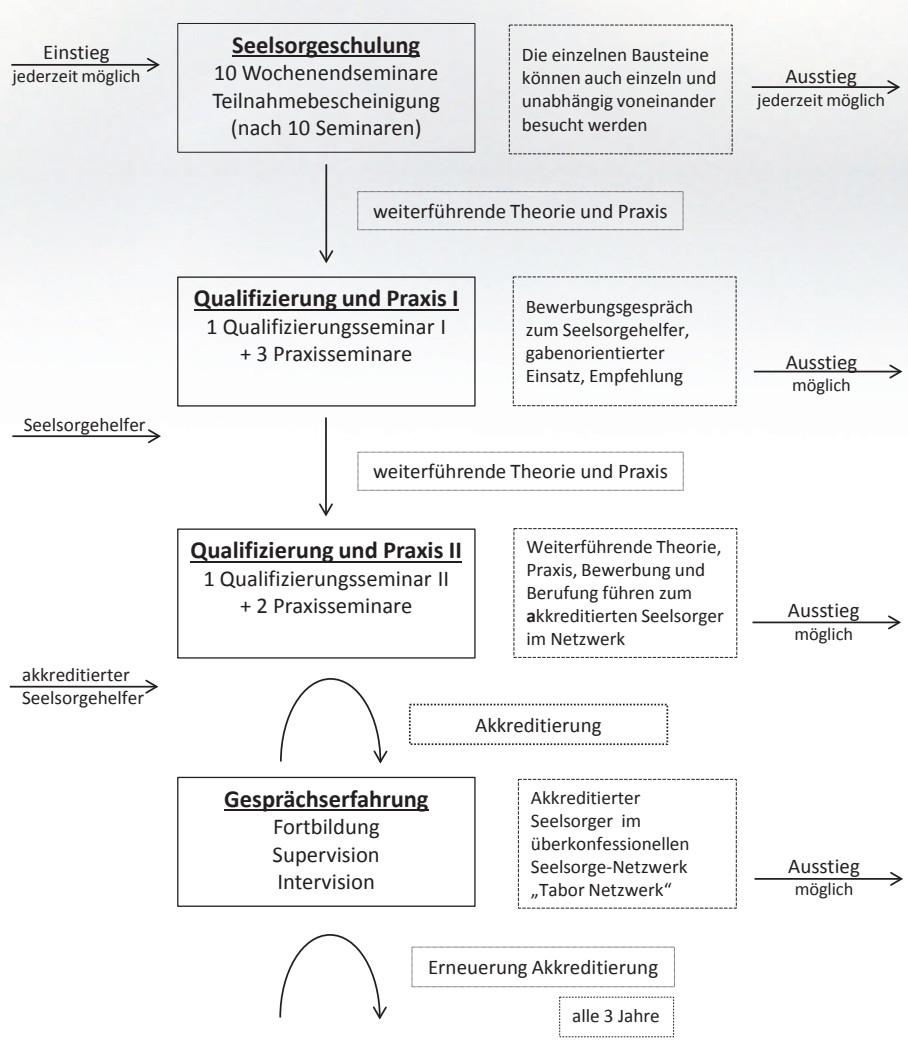 Einstieg
jederzeit möglich
Seelsorgeschulung
10 Wochenendseminare
Teilnahmebescheinigung
(nach 10 Seminaren)
Die einzelnen Bausteine
können auch einzeln und
unabhängig voneinander
besucht werden
Ausstieg
jederzeit möglich
weiterführende Theorie und Praxis
Qualifizierung und Praxis I
1 Qualifizierungsseminar I
+ 3 Praxisseminare
Bewerbungsgespräch
zum Seelsorgehelfer,
gabenorientierter
Einsatz, Empfehlung
Ausstieg
möglich
Seelsorgehelfer
weiterführende Theorie und Praxis
Qualifizierung und Praxis II
1 Qualifizierungsseminar II
+ 2 Praxisseminare
Weiterführende Theorie,
Praxis, Bewerbung und
Berufung führen zum
akkreditierten Seelsorger
im Netzwerk
Ausstieg
möglich
akkreditierter
Seelsorgehelfer
Akkreditierung
Gesprächserfahrung
Fortbildung
Supervision
Intervision
Akkreditierter
Seelsorger im
überkonfessionellen
Seelsorge-Netzwerk
„Tabor Netzwerk“
Ausstieg
möglich
Erneuerung Akkreditierung
alle 3 Jahre